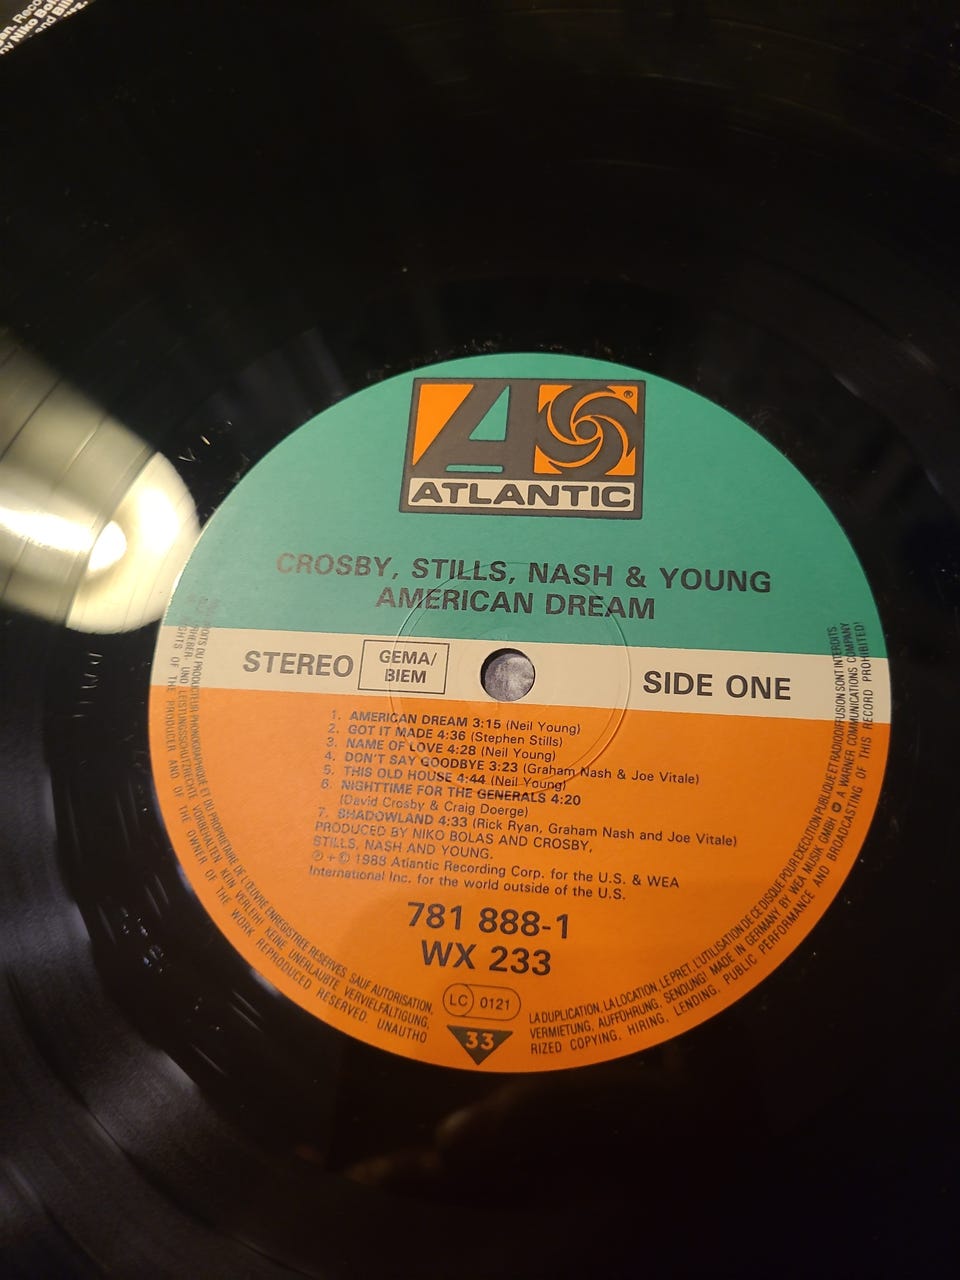 Niko Bol
and Bill
ATLANTIC
®
CROSBY, STILLS, NASH & YOUNG
AMERICAN DREAM
STEREO
GEMA/
BIEM
SIDE ONE
1. AMERICAN DREAM 3:15 (Neil Young)
2. GOT IT MADE 4:36 (Stephen Stills)
3. NAME OF LOVE 4:28 (Neil Young)
4. DON'T SAY GOODBYE 3:23 (Graham Nash & Joe Vitale)
5. THIS OLD HOUSE 4:44 (Neil Young)
6. NIGHTTIME FOR THE GENERALS 4:20
(David Crosby & Craig Doerge)
7. SHADOWLAND 4:33 (Rick Ryan, Graham Nash and Joe Vitale)
PRODUCED BY NIKO BOLAS AND CROSBY,
STILLS, NASH AND YOUNG.
℗+© 1988 Atlantic Recording Corp. for the U.S. & WEA
International Inc. for the world outside of the U.S.
781 888-1
WX 233
LC 0121
33
DROITS DU PRODUCTEUR PHONOGRAPHIQUE ET DU PROPRIETAIRE DE L'ŒUVRE ENREGISTREE RESERVES. SAUF AUTORISATION,
URHEBER- UND LEISTUNGSSCHUTZRECHTE VORBEHALTEN. KEIN VERLEIH! KEINE UNERLAUBTE VERVIELFÄLTIGUNG,
RIGHTS OF THE PRODUCER AND OF THE OWNER OF THE WORK REPRODUCED RESERVED. UNAUTHO
LA DUPLICATION, LA LOCATION, LE PRET, L'UTILISATION DE CE DISQUE POUR EXECUTION PUBLIQUE ET RADIODIFFUSION SONT INTERDITS.
VERMIETUNG, AUFFÜHRUNG, SENDUNG! MADE IN GERMANY BY WEA MUSIK GMBH A WARNER COMMUNICATIONS COMPANY
RIZED COPYING, HIRING, LENDING, PUBLIC PERFORMANCE AND BROADCASTING OF THIS RECORD PROHIBITED!